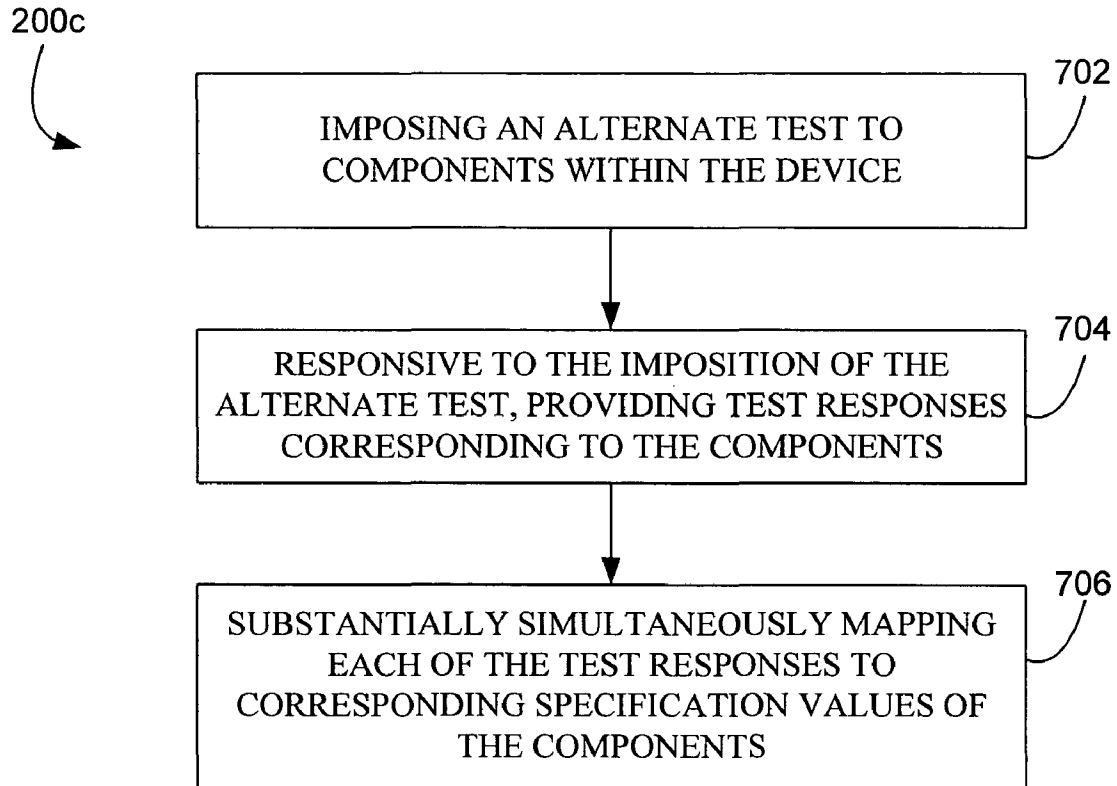 200c
702
IMPOSING AN ALTERNATE TEST TO
COMPONENTS WITHIN THE DEVICE
704
RESPONSIVE TO THE IMPOSITION OF THE
ALTERNATE TEST, PROVIDING TEST RESPONSES
CORRESPONDING TO THE COMPONENTS
706
SUBSTANTIALLY SIMULTANEOUSLY MAPPING
EACH OF THE TEST RESPONSES TO
CORRESPONDING SPECIFICATION VALUES OF
THE COMPONENTS